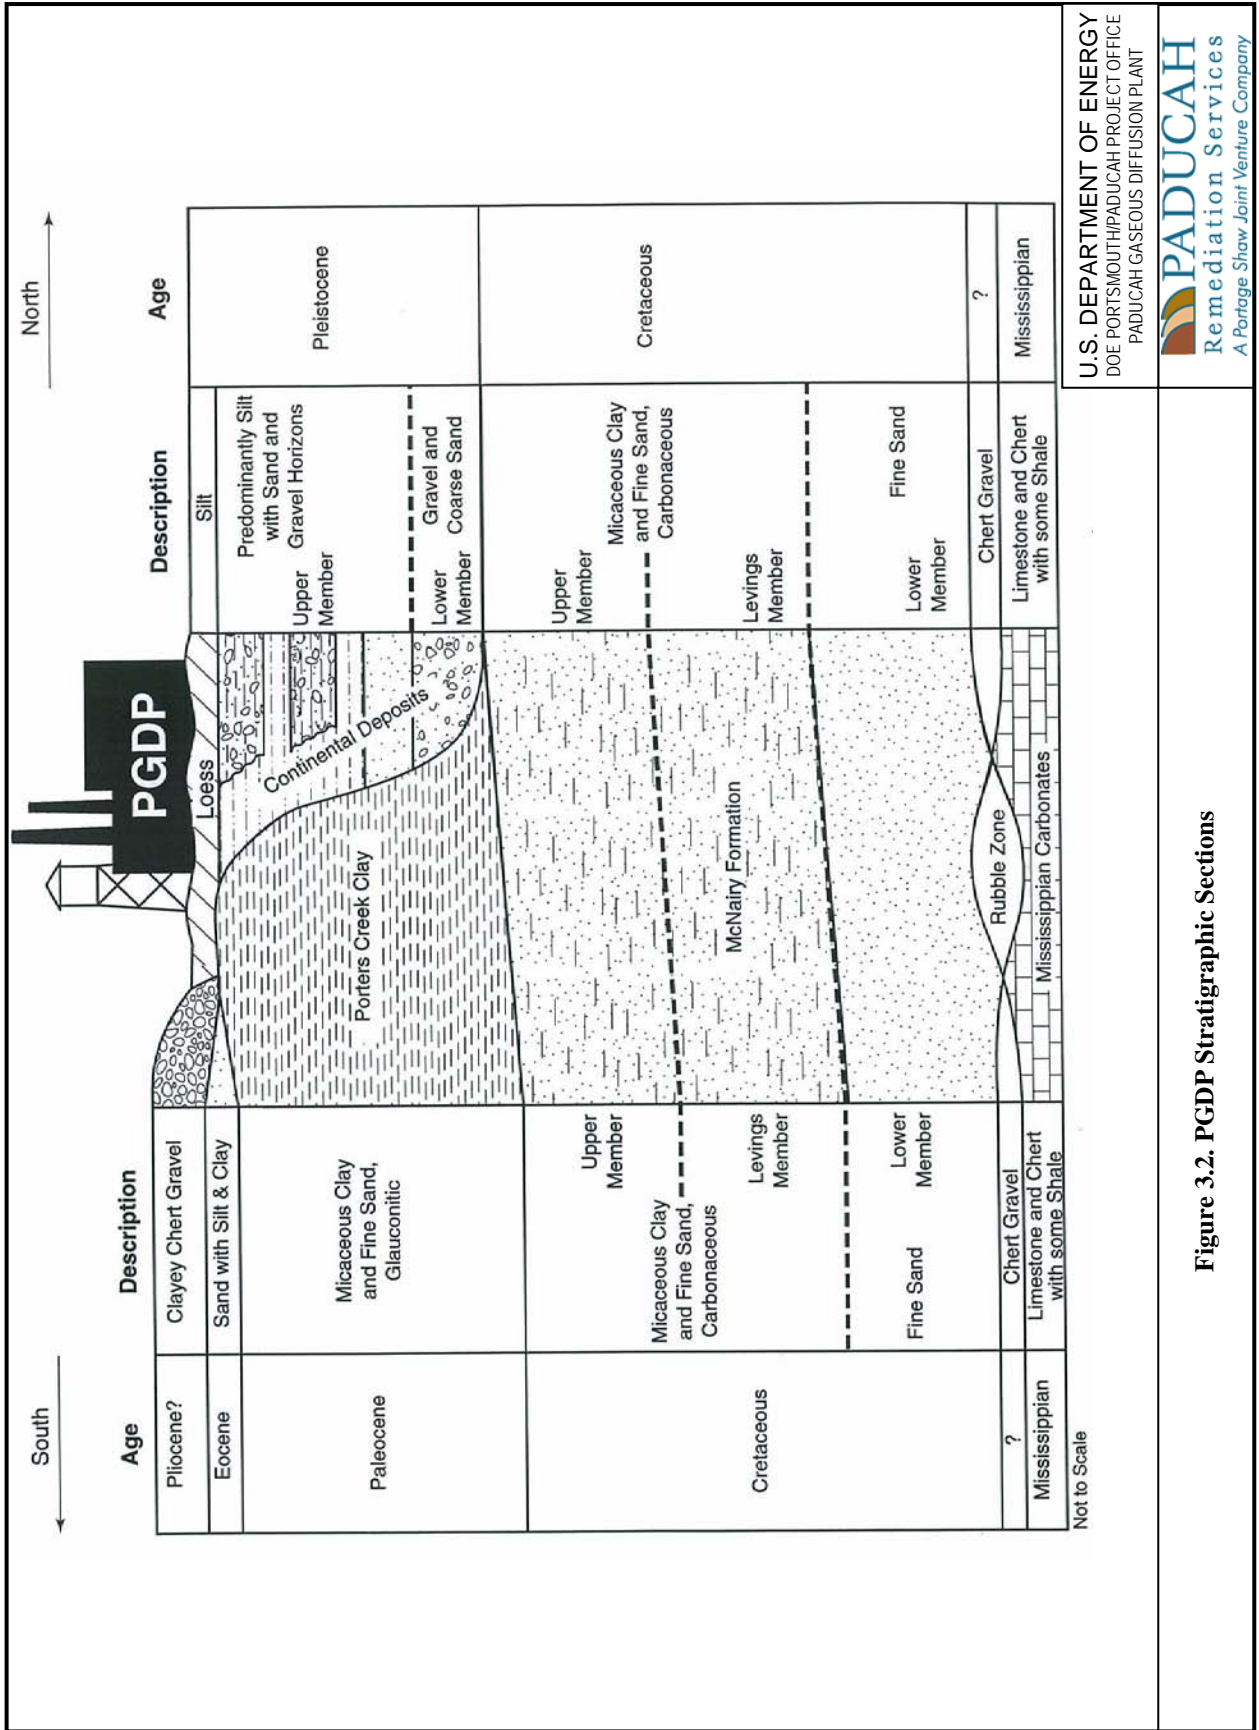 South
North
Age
Description
Description
Age
Pliocene?
Clayey Chert Gravel
Eocene
Sand with Silt & Clay
Paleocene
Micaceous Clay
and Fine Sand,
Glauconitic
Cretaceous
Upper
Member
Micaceous Clay
and Fine Sand,
Carbonaceous
Levings
Member
Fine Sand
Lower
Member
?
Chert Gravel
Mississippian
Limestone and Chert
with some Shale
Not to Scale
PGDP
Loess
Continental Deposits
Porters Creek Clay
McNairy Formation
Rubble Zone
Mississippian Carbonates
Silt
Predominantly Silt
with Sand and
Gravel Horizons
Upper
Member
Pleistocene
Gravel and
Coarse Sand
Lower
Member
Upper
Member
Micaceous Clay
and Fine Sand,
Carbonaceous
Cretaceous
Levings
Member
Fine Sand
Lower
Member
Chert Gravel
?
Limestone and Chert
with some Shale
Mississippian
U.S. DEPARTMENT OF ENERGY
DOE PORTSMOUTH/PADUCAH PROJECT OFFICE
PADUCAH GASEOUS DIFFUSION PLANT
PADUCAH
Remediation Services
A Portage Shaw Joint Venture Company
Figure 3.2. PGDP Stratigraphic Sections